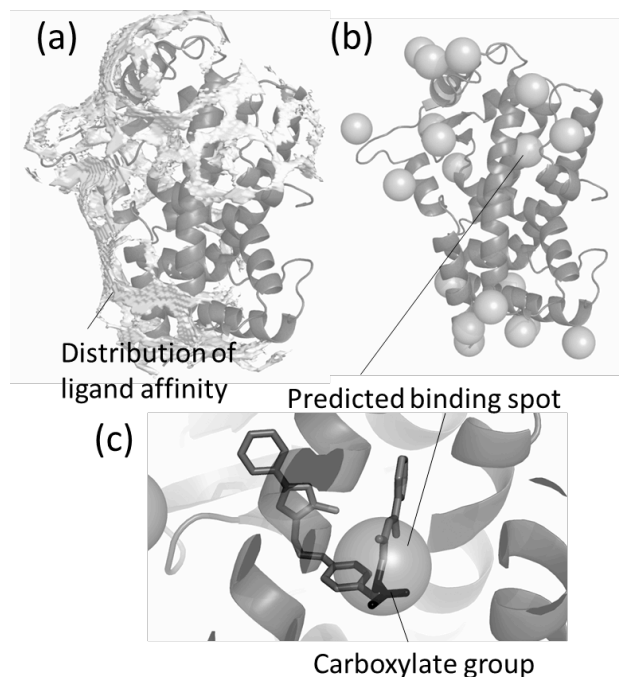 (a)
(b)
Distribution of
ligand affinity
Predicted binding spot
(c)
Carboxylate group